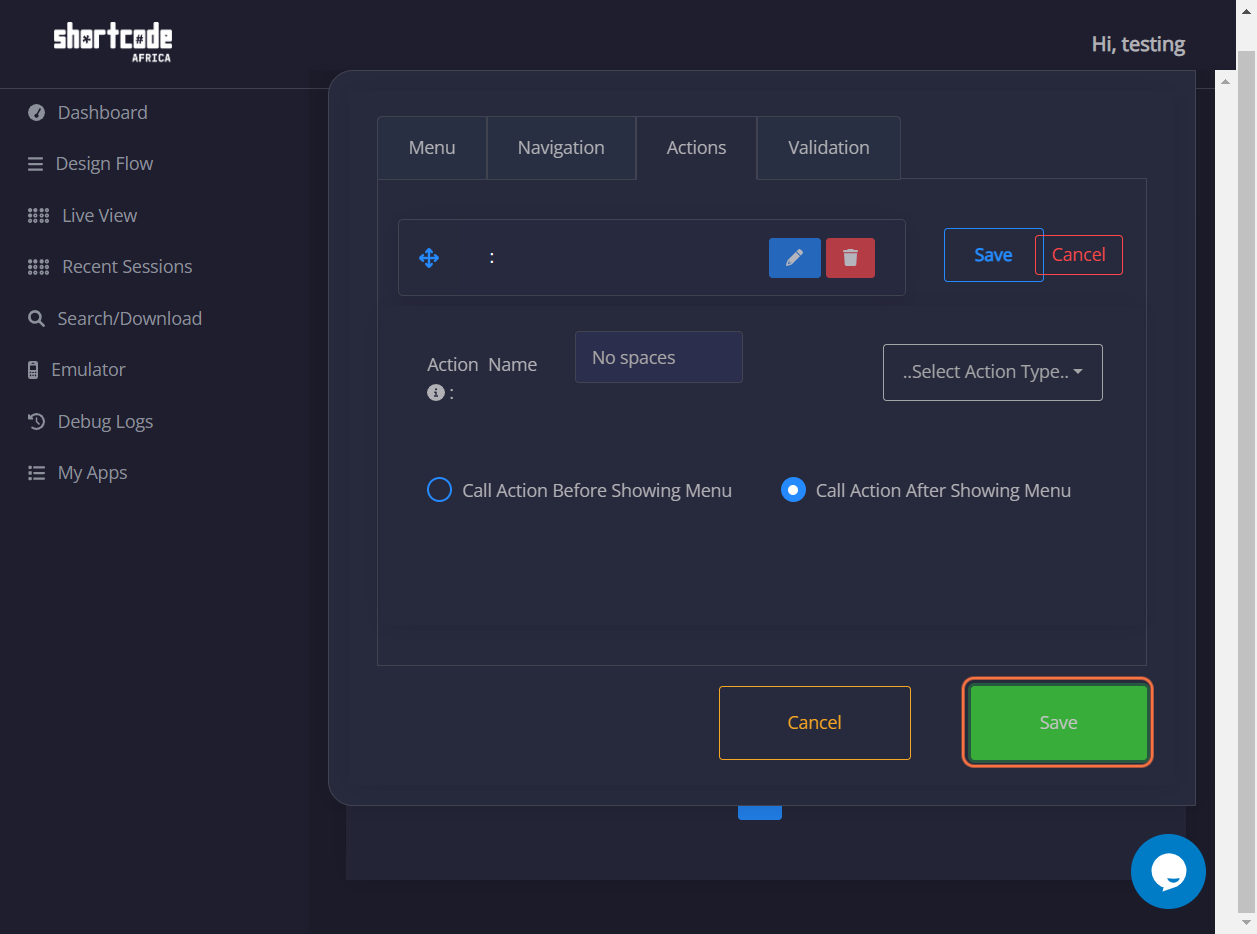 shortcode
AFRICA
Hi, testing
Dashboard
Design Flow
Live View
Recent Sessions
Search/Download
Emulator
Debug Logs
My Apps
Menu
Navigation
Actions
Validation
:
Save
Cancel
Action Name
:
No spaces
..Select Action Type..
Call Action Before Showing Menu
Call Action After Showing Menu
Cancel
Save